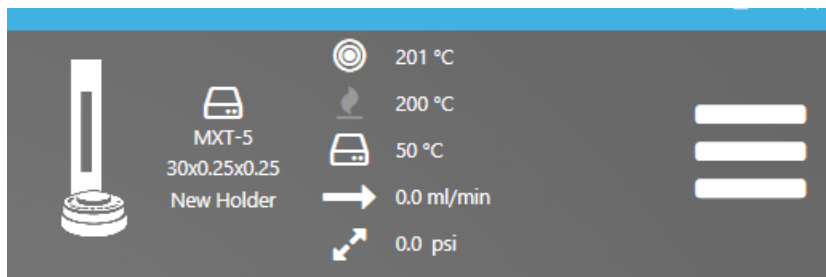 MXT-5
30x0.25x0.25
New Holder
201 °C
200 °C
50 °C
0.0 ml/min
0.0 psi